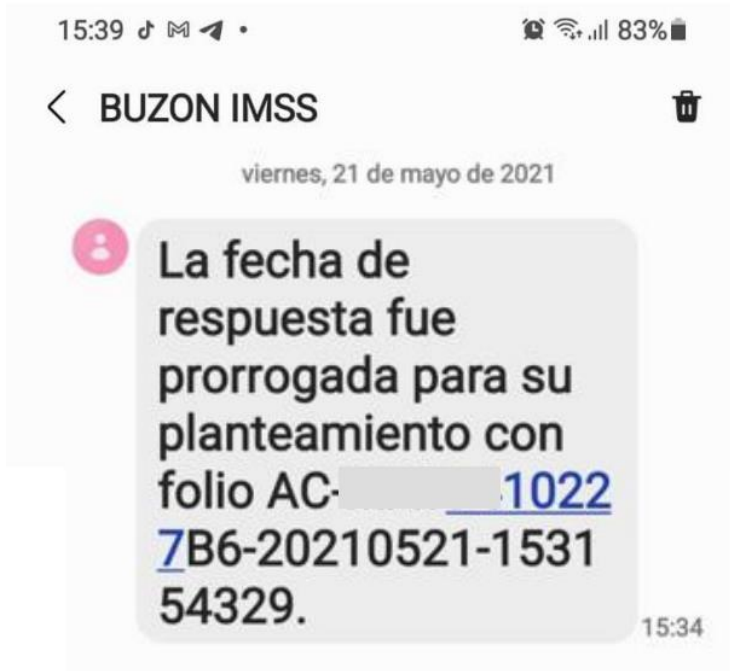 15:39
83%
BUZON IMSS
viernes, 21 de mayo de 2021
La fecha de
respuesta fue
prorrogada para su
planteamiento con
folio AC- 1022
7B6-20210521-1531
54329.
15:34